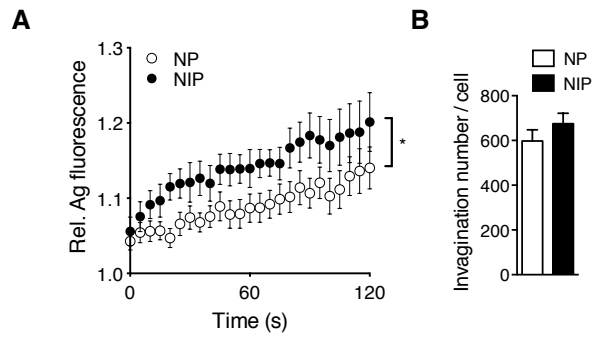 A
Rel. Ag fluorescence
1.3
1.2
1.1
1.0
NP
NIP
*
0
60
120
Time (s)
B
NP
NIP
Invagination number / cell
800
600
400
200
0